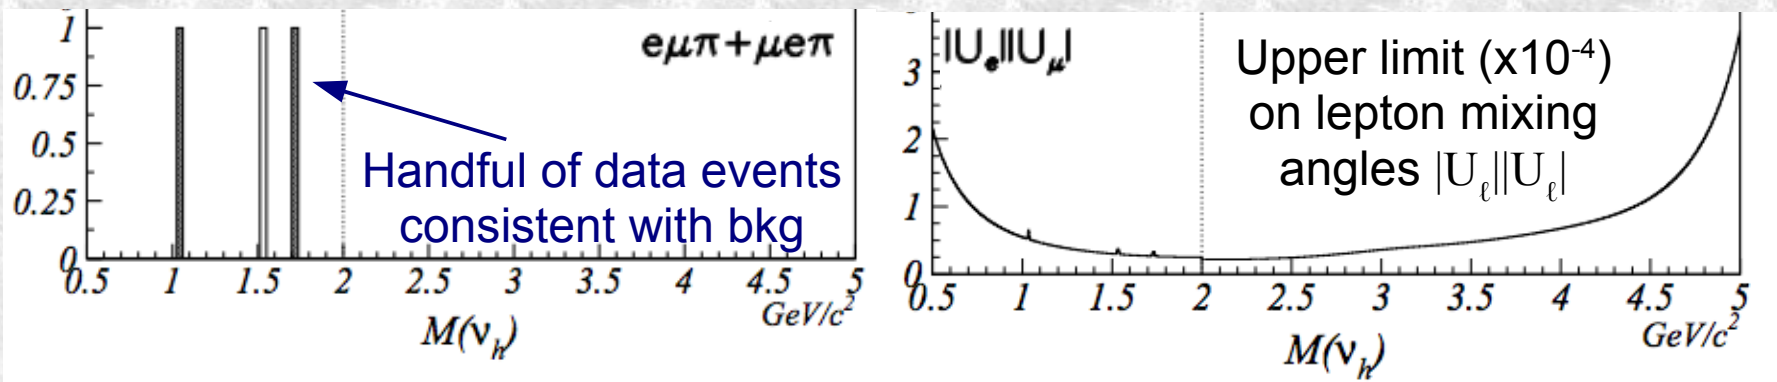 1
0.75
0.5
0.25
0
eμπ+μeπ
Handful of data events
consistent with bkg
0.5 1 1.5 2 2.5 3 3.5 4 4.5 5
GeV/c²
M(νₕ)
3
2
1
0
|Uₑ||U_μ|
Upper limit (x10⁻⁴)
on lepton mixing
angles |U_ℓ||U_ℓ|
0.5 1 1.5 2 2.5 3 3.5 4 4.5 5
GeV/c²
M(νₕ)